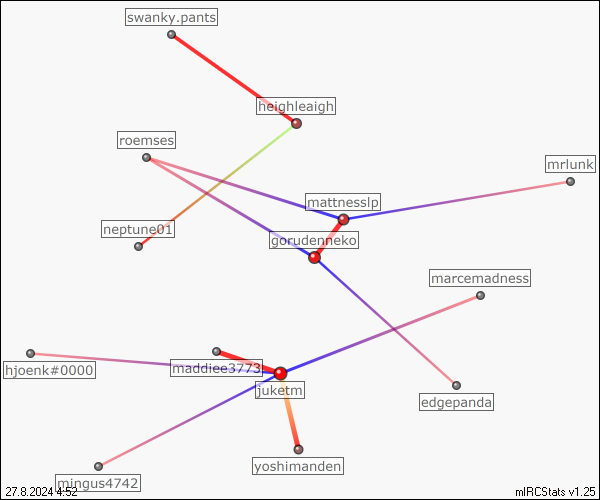 swanky.pants
heighleaigh
roemses
mrlunk
mattnesslp
neptune01
gorudenneko
marcemadness
hjoenk#0000
maddiee3773
juketm
edgepanda
yoshimanden
mingus4742
27.8.2024 4:52
mIRCStats v1.25